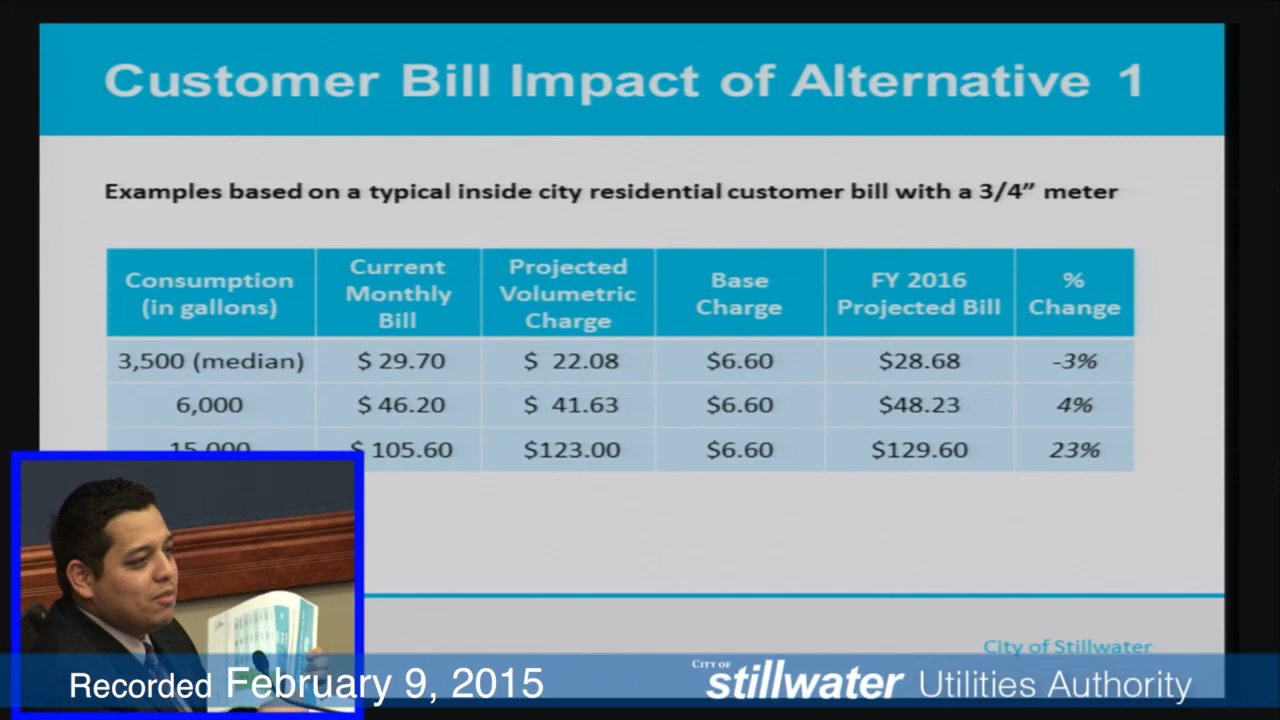 Customer Bill Impact of Alternative 1
Examples based on a typical inside city residential customer bill with a 3/4” meter
Consumption (in gallons) Current Monthly Bill Projected Volumetric Charge Base Charge FY 2016 Projected Bill % Change
3,500 (median) $ 29.70 $ 22.08 $6.60 $28.68 -3%
6,000 $ 46.20 $ 41.63 $6.60 $48.23 4%
15,000 $ 105.60 $123.00 $6.60 $129.60 23%
City of Stillwater
Recorded February 9, 2015
CITY OF stillwater Utilities Authority